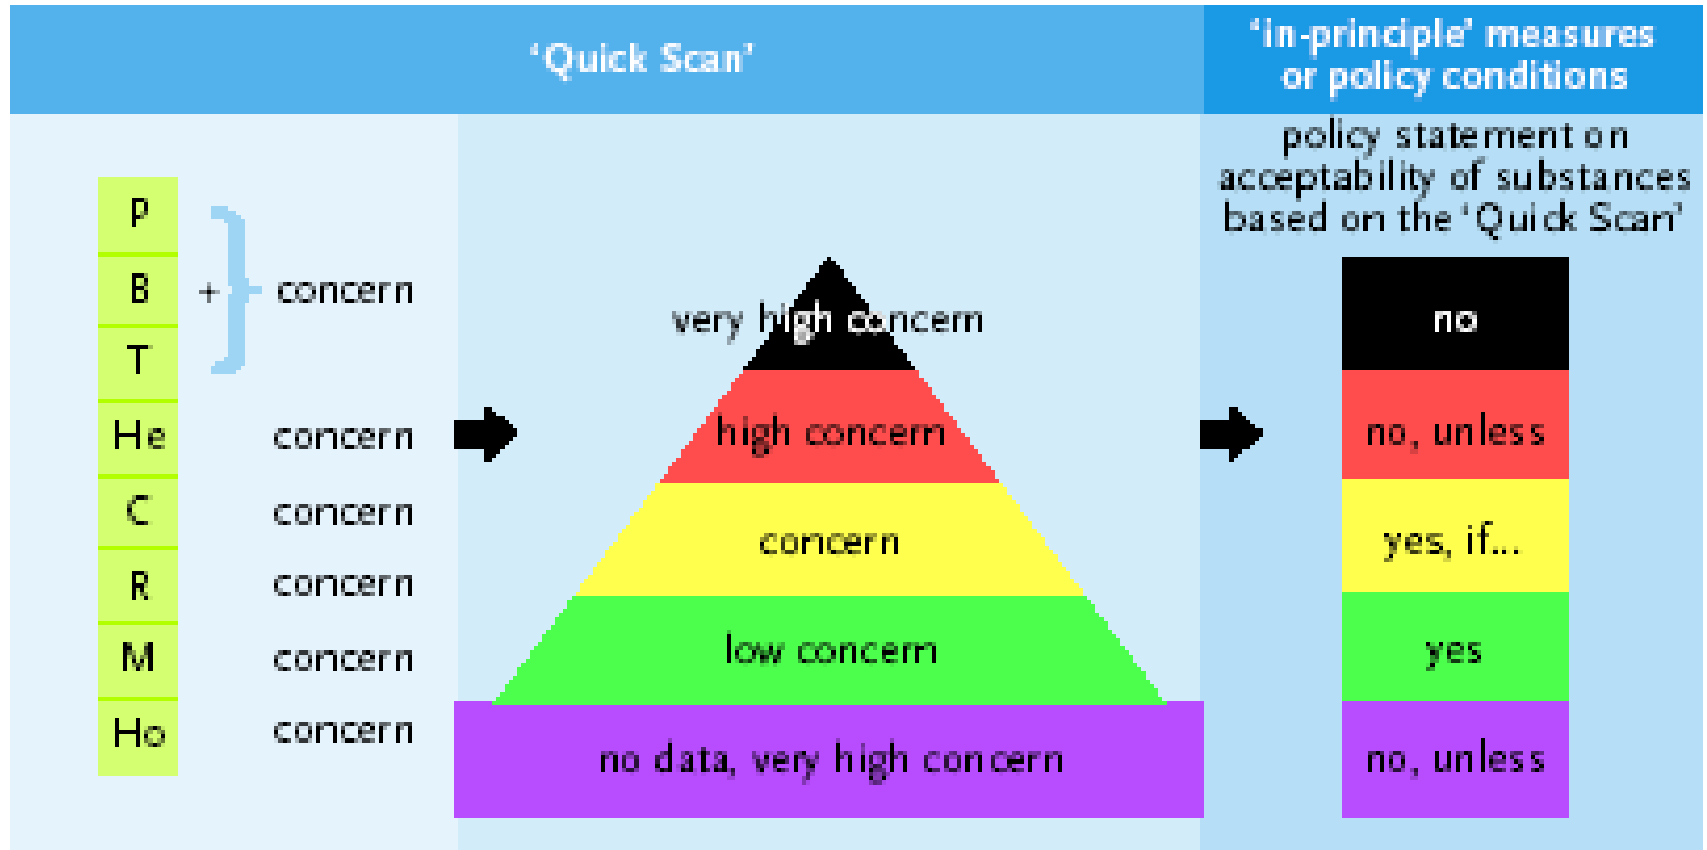 'Quick Scan'
'in-principle' measures
or policy conditions
policy statement on
acceptability of substances
based on the 'Quick Scan'
P
B + concern
T
He concern
C concern
R concern
M concern
Ho concern
very high concern
high concern
concern
low concern
no data, very high concern
no
no, unless
yes, if...
yes
no, unless